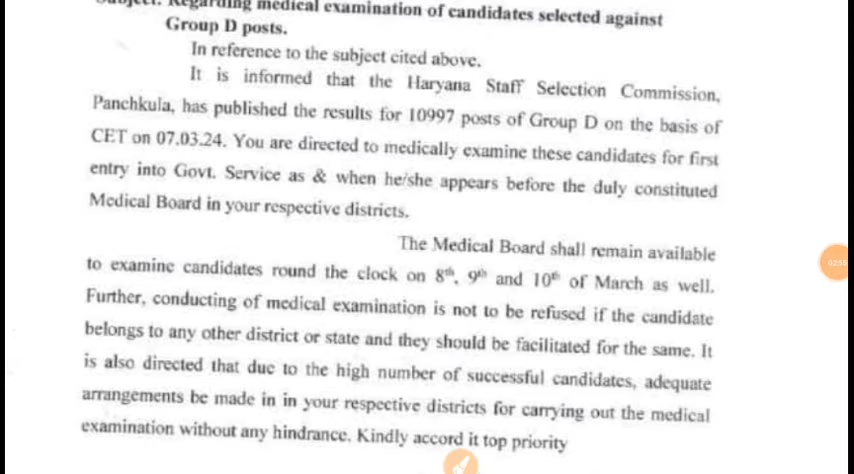 Subject: Regarding medical examination of candidates selected against
Group D posts.
In reference to the subject cited above.
It is informed that the Haryana Staff Selection Commission,
Panchkula, has published the results for 10997 posts of Group D on the basis of
CET on 07.03.24. You are directed to medically examine these candidates for first
entry into Govt. Service as & when he/she appears before the duly constituted
Medical Board in your respective districts.
The Medical Board shall remain available
to examine candidates round the clock on 8th, 9th and 10th of March as well.
Further, conducting of medical examination is not to be refused if the candidate
belongs to any other district or state and they should be facilitated for the same. It
is also directed that due to the high number of successful candidates, adequate
arrangements be made in in your respective districts for carrying out the medical
examination without any hindrance. Kindly accord it top priority